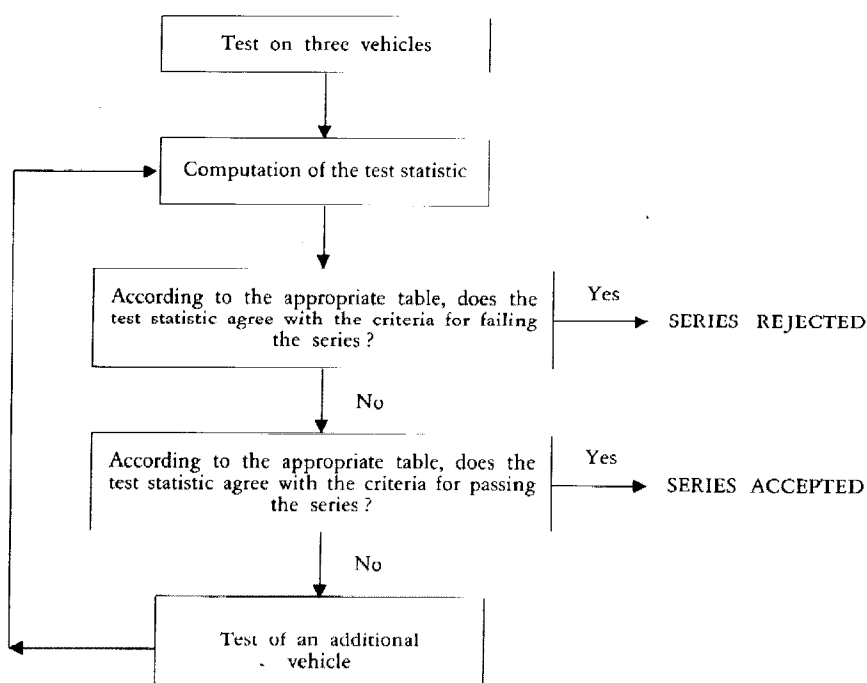 Test on three vehicles
Computation of the test statistic
According to the appropriate table, does the
test statistic agree with the criteria for failing
the series ?
Yes
SERIES REJECTED
No
According to the appropriate table, does the
test statistic agree with the criteria for passing
the series ?
Yes
SERIES ACCEPTED
No
Test of an additional
vehicle